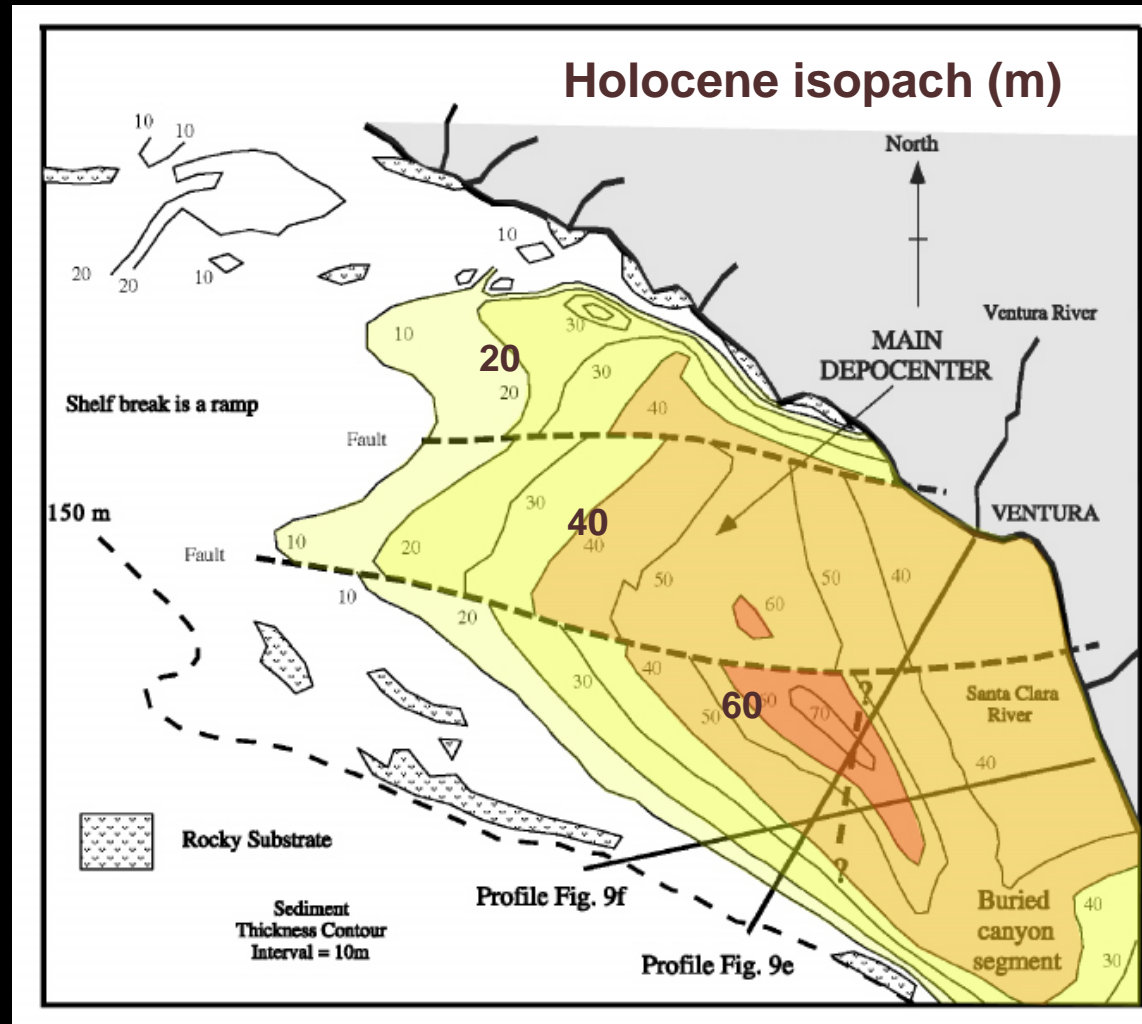 Holocene isopach (m)
10
10
North
20
20
10
10
Ventura River
MAIN
DEPOCENTER
10
30
20
30
20
40
Shelf break is a ramp
Fault
150 m
30
40
40
VENTURA
Fault
10
20
50
50
40
10
20
60
40
30
Santa Clara
River
?
50
60
60
70
40
Rocky Substrate
?
Profile Fig. 9f
Sediment
Thickness Contour
Interval = 10m
Buried
canyon
segment
40
30
Profile Fig. 9e